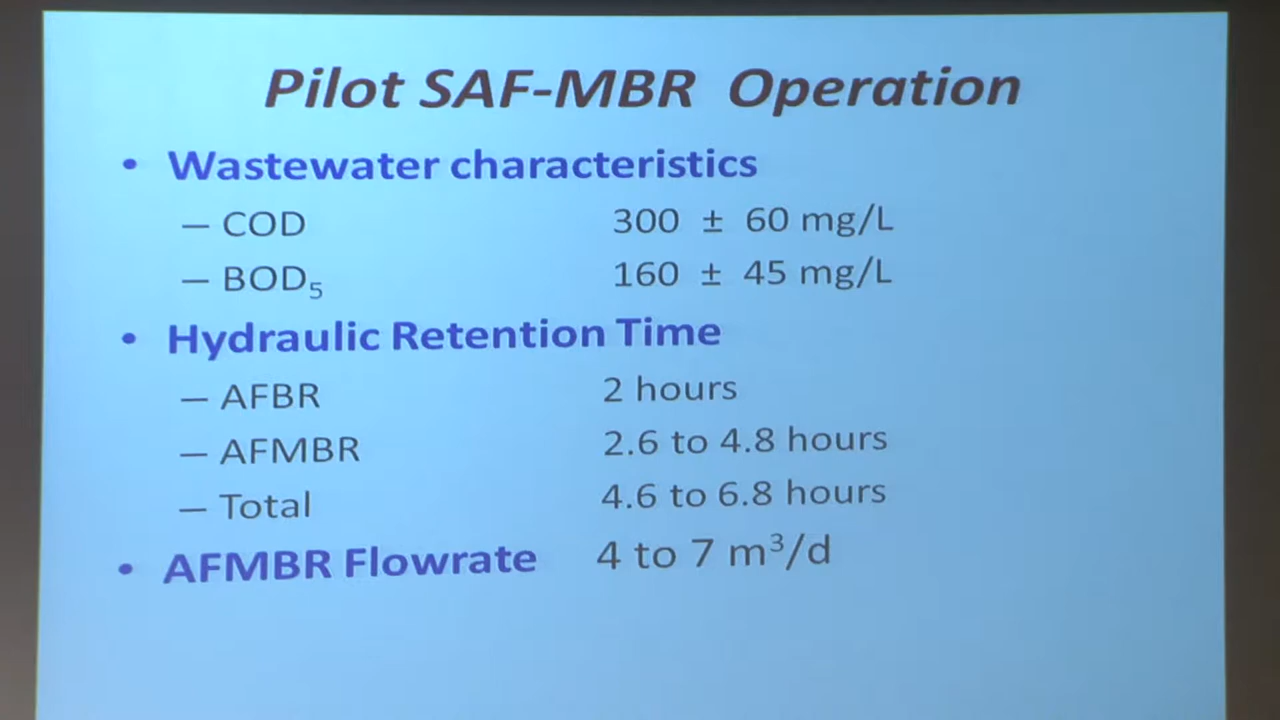 Pilot SAF-MBR Operation
• Wastewater characteristics
– COD 300 ± 60 mg/L
– BOD₅ 160 ± 45 mg/L
• Hydraulic Retention Time
– AFBR 2 hours
– AFMBR 2.6 to 4.8 hours
– Total 4.6 to 6.8 hours
• AFMBR Flowrate 4 to 7 m³/d